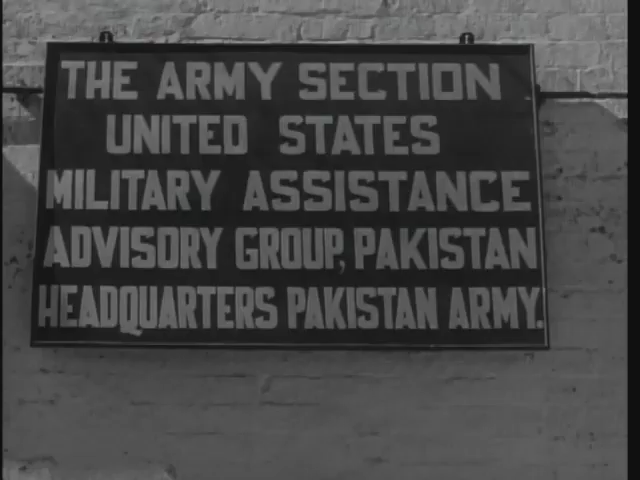 THE ARMY SECTION
UNITED STATES
MILITARY ASSISTANCE
ADVISORY GROUP, PAKISTAN
HEADQUARTERS PAKISTAN ARMY.